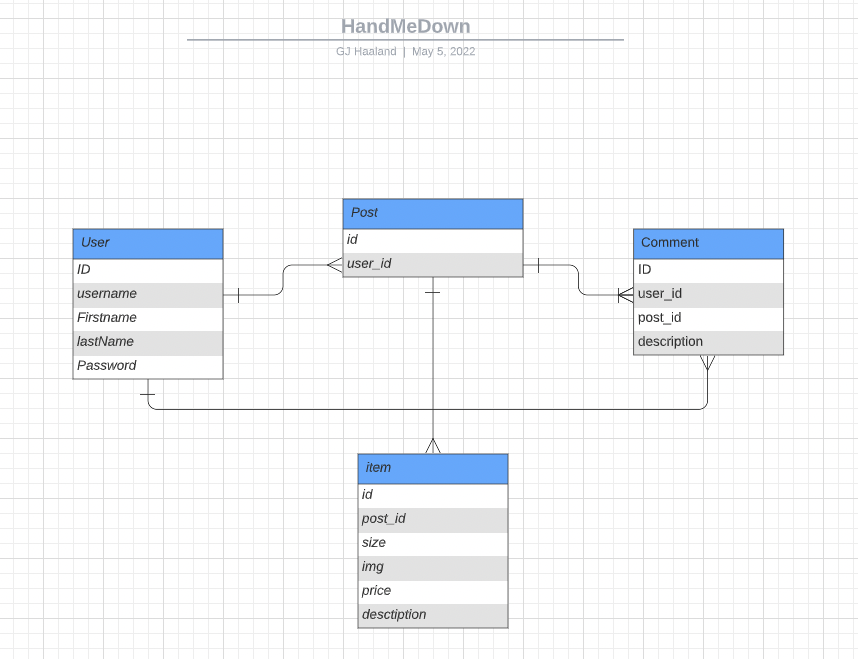 HandMeDown
GJ Haaland | May 5, 2022
User
ID
username
Firstname
lastName
Password
Post
id
user_id
Comment
ID
user_id
post_id
description
item
id
post_id
size
img
price
desctiption